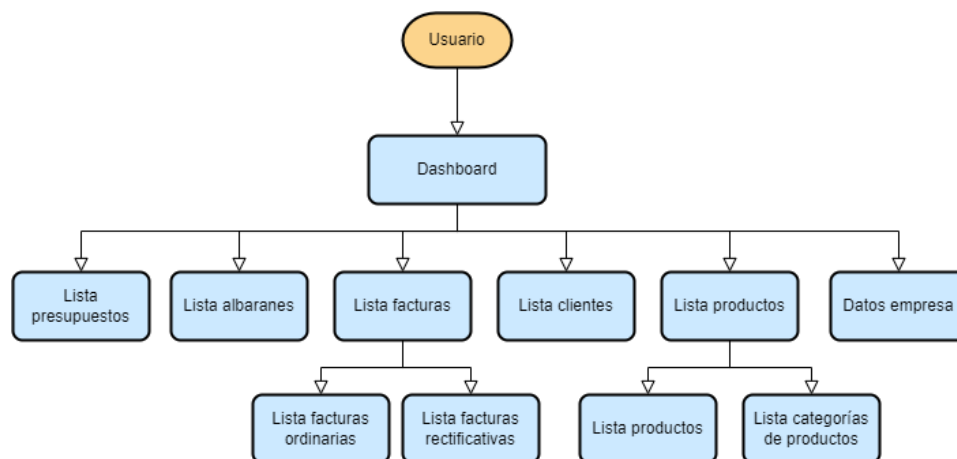 Usuario
Dashboard
Lista
presupuestos
Lista albaranes
Lista facturas
Lista clientes
Lista productos
Datos empresa
Lista facturas
ordinarias
Lista facturas
rectificativas
Lista productos
Lista categorías
de productos